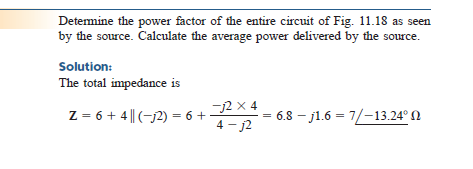 Determine the power factor of the entire circuit of Fig. 11.18 as seen
by the source. Calculate the average power delivered by the source.
Solution:
The total impedance is
Z = 6 + 4 ∥ (−j2) = 6 + (−j2 × 4)/(4 − j2) = 6.8 − j1.6 = 7/−13.24° Ω